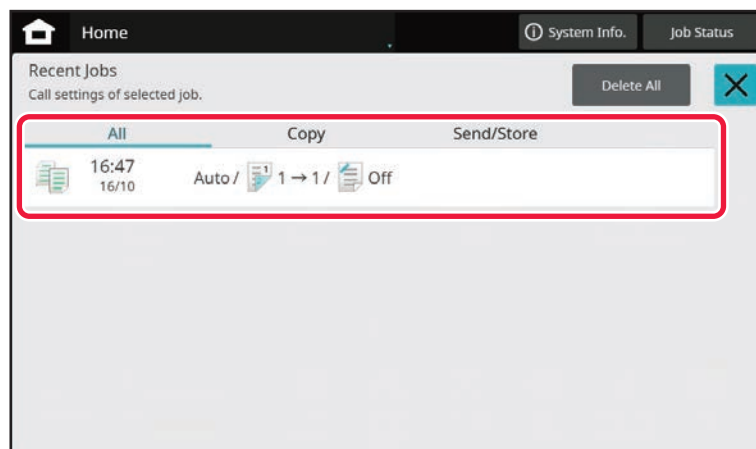 Home
System Info.
Job Status
Recent Jobs
Call settings of selected job.
Delete All
All
Copy
Send/Store
16:47
16/10
Auto / 1 → 1 / Off